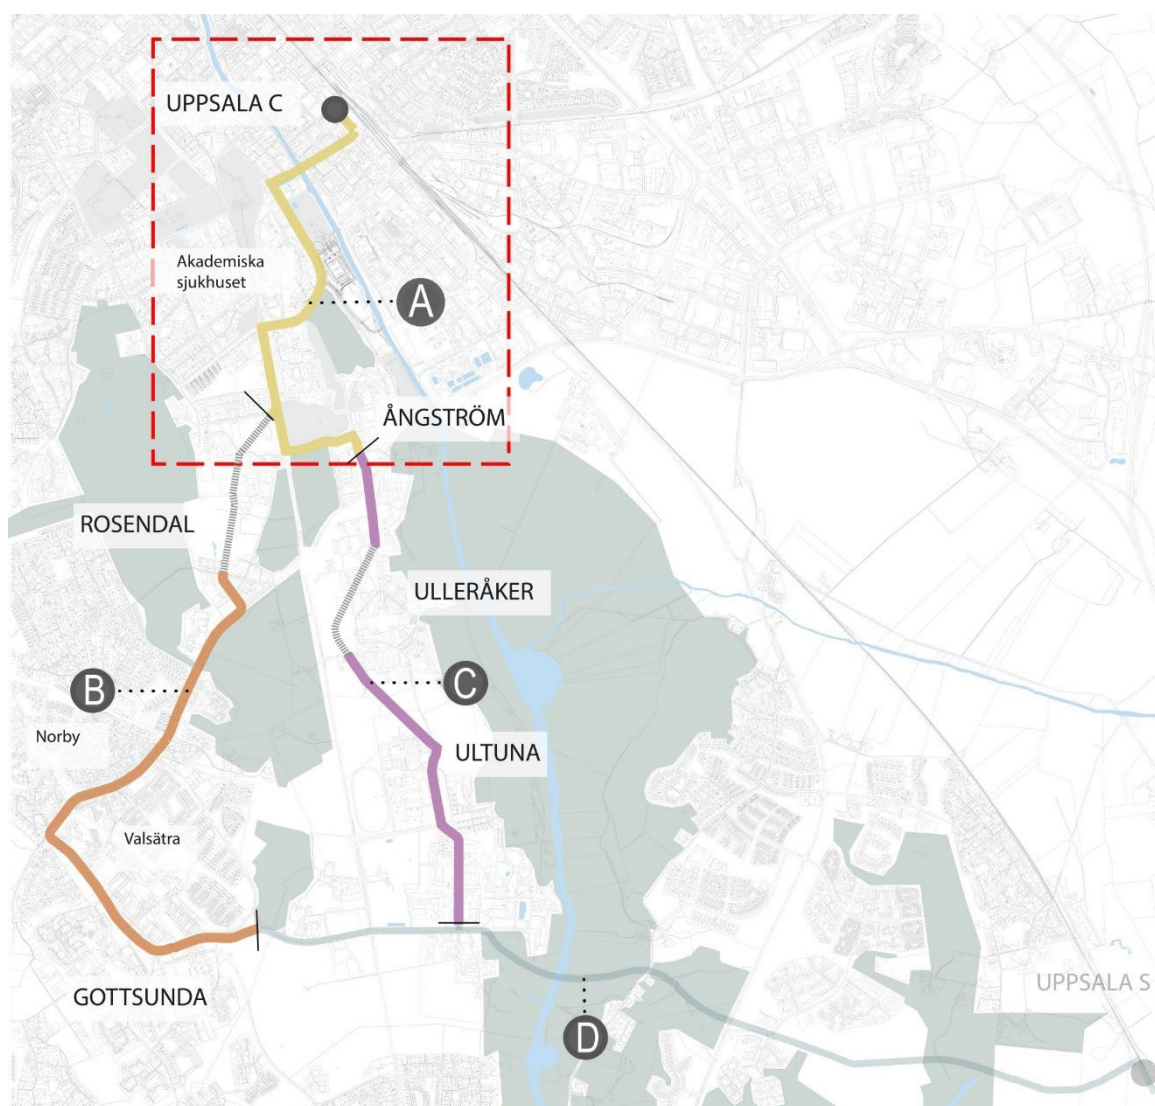 UPPSALA C
Akademiska
sjukhuset
A
ÅNGSTRÖM
ROSENDAL
ULLERÅKER
B
C
Norby
ULTUNA
Valsätra
UPPSALA S
GOTTSUNDA
D